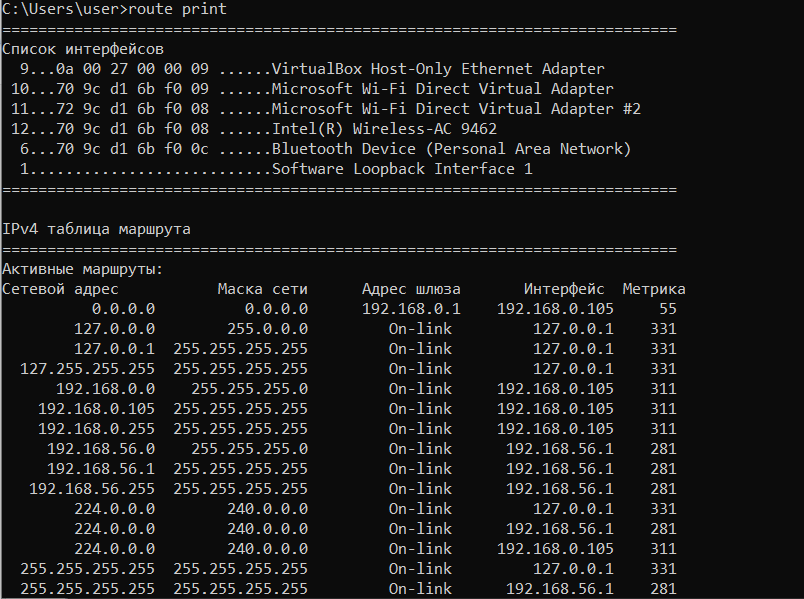 C:\Users\user>route print
===========================================================================
Список интерфейсов
  9...0a 00 27 00 00 09 ......VirtualBox Host-Only Ethernet Adapter
 10...70 9c d1 6b f0 09 ......Microsoft Wi-Fi Direct Virtual Adapter
 11...72 9c d1 6b f0 08 ......Microsoft Wi-Fi Direct Virtual Adapter #2
 12...70 9c d1 6b f0 08 ......Intel(R) Wireless-AC 9462
  6...70 9c d1 6b f0 0c ......Bluetooth Device (Personal Area Network)
  1...........................Software Loopback Interface 1
===========================================================================
IPv4 таблица маршрута
===========================================================================
Активные маршруты:
Сетевой адрес           Маска сети      Адрес шлюза       Интерфейс  Метрика
          0.0.0.0          0.0.0.0      192.168.0.1    192.168.0.105     55
        127.0.0.0        255.0.0.0         On-link         127.0.0.1    331
        127.0.0.1  255.255.255.255         On-link         127.0.0.1    331
  127.255.255.255  255.255.255.255         On-link         127.0.0.1    331
      192.168.0.0    255.255.255.0         On-link     192.168.0.105    311
    192.168.0.105  255.255.255.255         On-link     192.168.0.105    311
    192.168.0.255  255.255.255.255         On-link     192.168.0.105    311
     192.168.56.0    255.255.255.0         On-link      192.168.56.1    281
     192.168.56.1  255.255.255.255         On-link      192.168.56.1    281
   192.168.56.255  255.255.255.255         On-link      192.168.56.1    281
        224.0.0.0        240.0.0.0         On-link         127.0.0.1    331
        224.0.0.0        240.0.0.0         On-link      192.168.56.1    281
        224.0.0.0        240.0.0.0         On-link     192.168.0.105    311
  255.255.255.255  255.255.255.255         On-link         127.0.0.1    331
  255.255.255.255  255.255.255.255         On-link      192.168.56.1    281